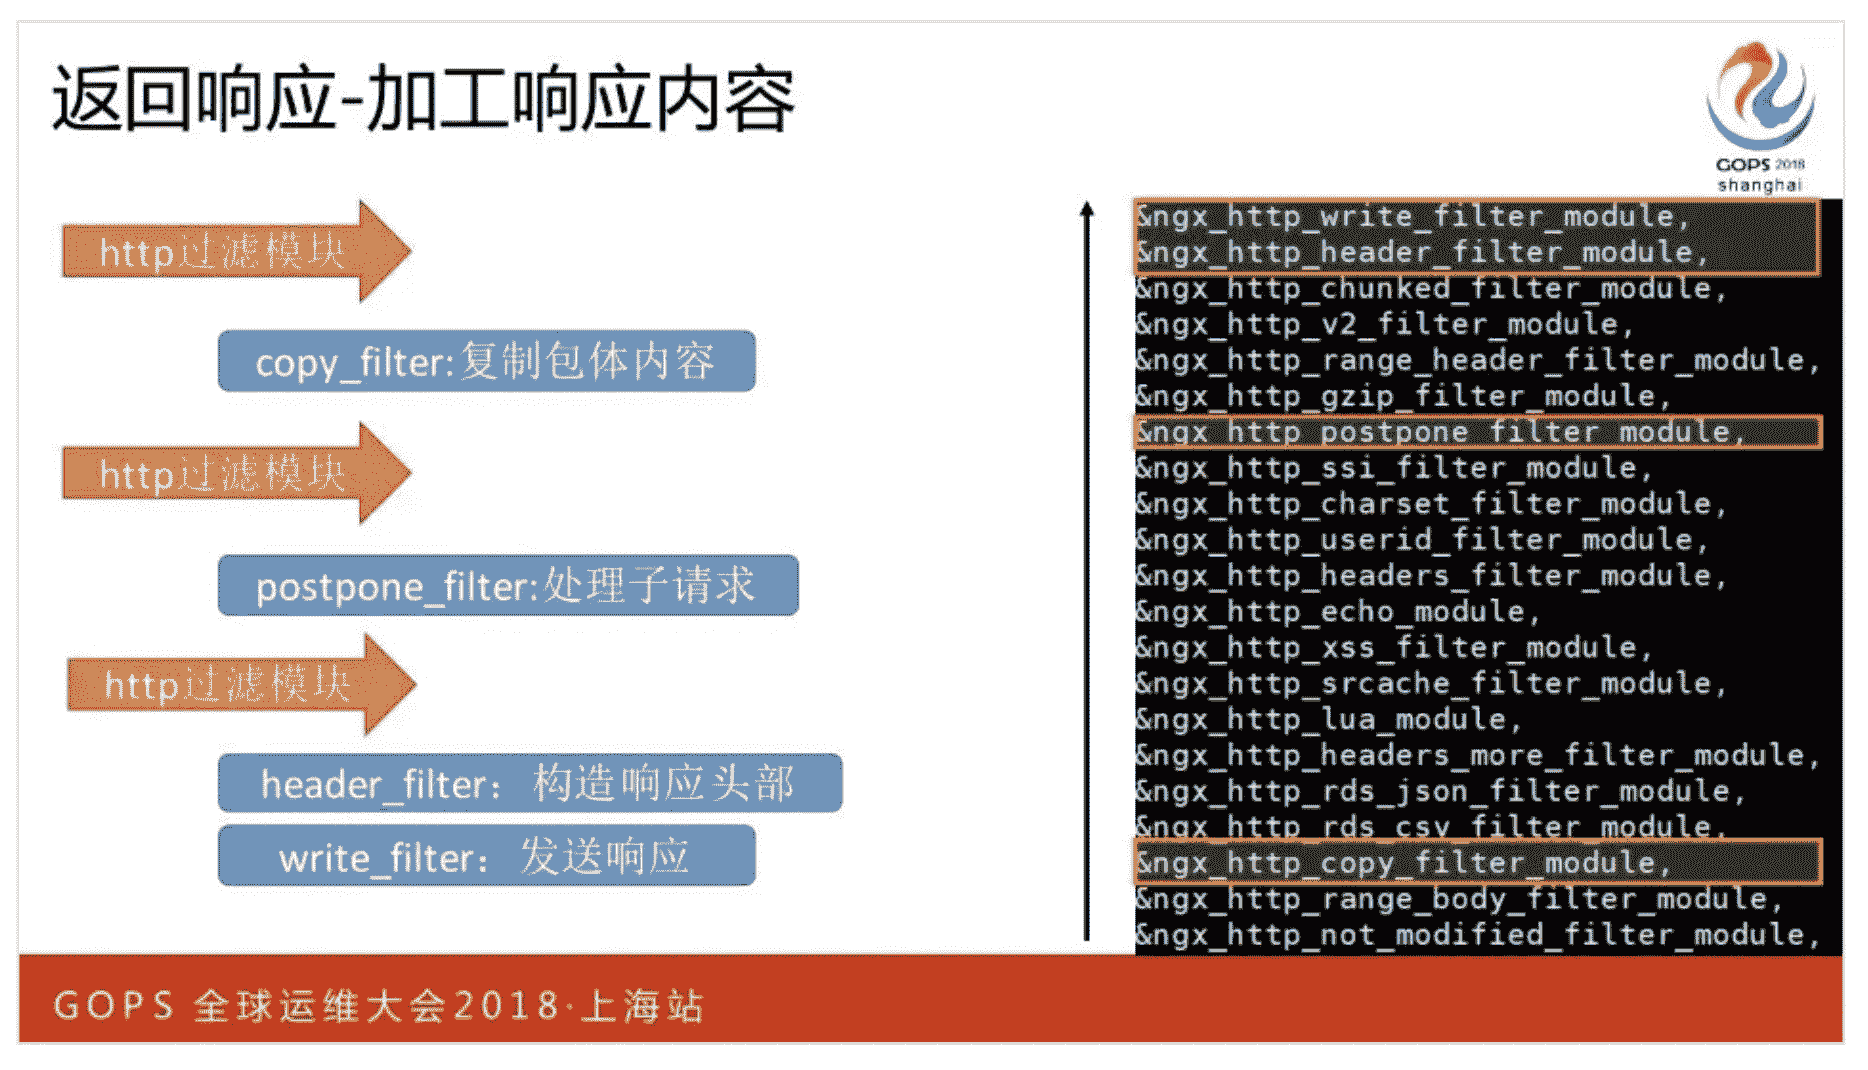 返回响应-加工响应内容
GOPS 2018
shanghai
http过滤模块
copy_filter:复制包体内容
http过滤模块
postpone_filter:处理子请求
http过滤模块
header_filter： 构造响应头部
write_filter： 发送响应
&ngx_http_write_filter_module,
&ngx_http_header_filter_module,
&ngx_http_chunked_filter_module,
&ngx_http_v2_filter_module,
&ngx_http_range_header_filter_module,
&ngx_http_gzip_filter_module,
&ngx_http_postpone_filter_module,
&ngx_http_ssi_filter_module,
&ngx_http_charset_filter_module,
&ngx_http_userid_filter_module,
&ngx_http_headers_filter_module,
&ngx_http_echo_module,
&ngx_http_xss_filter_module,
&ngx_http_srcache_filter_module,
&ngx_http_lua_module,
&ngx_http_headers_more_filter_module,
&ngx_http_rds_json_filter_module,
&ngx_http_rds_csv_filter_module,
&ngx_http_copy_filter_module,
&ngx_http_range_body_filter_module,
&ngx_http_not_modified_filter_module,
GOPS 全球运维大会2018·上海站